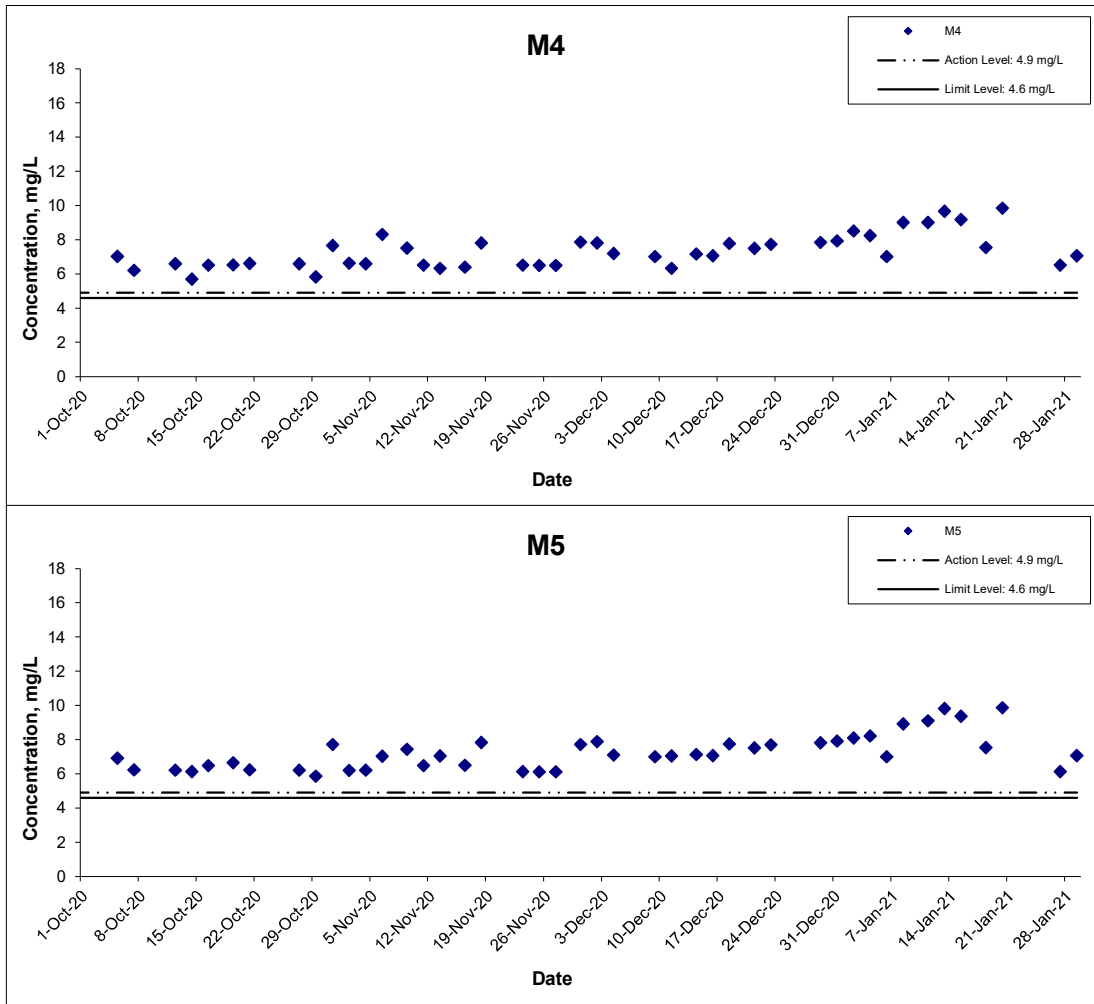 M4
M4
Action Level: 4.9 mg/L
Limit Level: 4.6 mg/L
Concentration, mg/L
18
16
14
12
10
8
6
4
2
0
1-Oct-20
8-Oct-20
15-Oct-20
22-Oct-20
29-Oct-20
5-Nov-20
12-Nov-20
19-Nov-20
26-Nov-20
3-Dec-20
10-Dec-20
17-Dec-20
24-Dec-20
31-Dec-20
7-Jan-21
14-Jan-21
21-Jan-21
28-Jan-21
Date
M5
M5
Action Level: 4.9 mg/L
Limit Level: 4.6 mg/L
Concentration, mg/L
18
16
14
12
10
8
6
4
2
0
1-Oct-20
8-Oct-20
15-Oct-20
22-Oct-20
29-Oct-20
5-Nov-20
12-Nov-20
19-Nov-20
26-Nov-20
3-Dec-20
10-Dec-20
17-Dec-20
24-Dec-20
31-Dec-20
7-Jan-21
14-Jan-21
21-Jan-21
28-Jan-21
Date